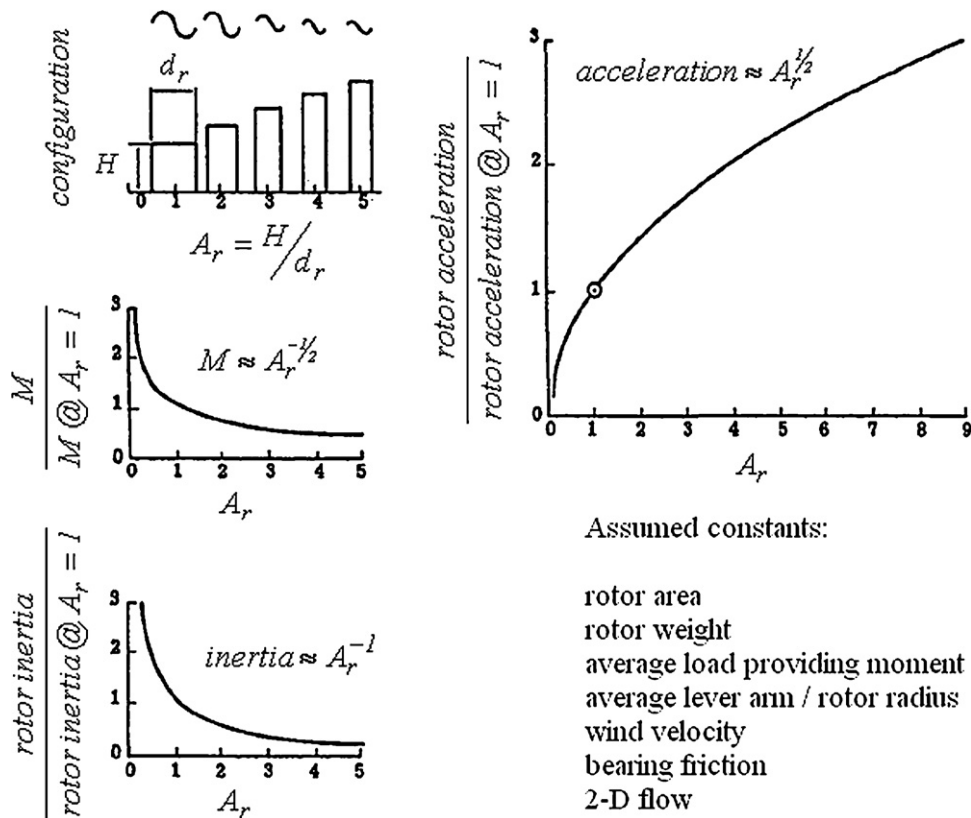 configuration
d_r
H
0 1 2 3 4 5
A_r = H/d_r
M
M @ A_r = 1
3
2
1
0
M ≈ A_r^-1/2
0 1 2 3 4 5
A_r
rotor inertia
rotor inertia @ A_r = 1
3
2
1
0
inertia ≈ A_r^-1
0 1 2 3 4 5
A_r
rotor acceleration
rotor acceleration @ A_r = 1
3
2
1
0
acceleration ≈ A_r^1/2
0 1 2 3 4 5 6 7 8 9
A_r
Assumed constants:
rotor area
rotor weight
average load providing moment
average lever arm / rotor radius
wind velocity
bearing friction
2-D flow